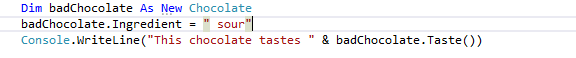 Dim badChocolate As New Chocolate
badChocolate.Ingredient = " sour"
Console.WriteLine("This chocolate tastes " & badChocolate.Taste())